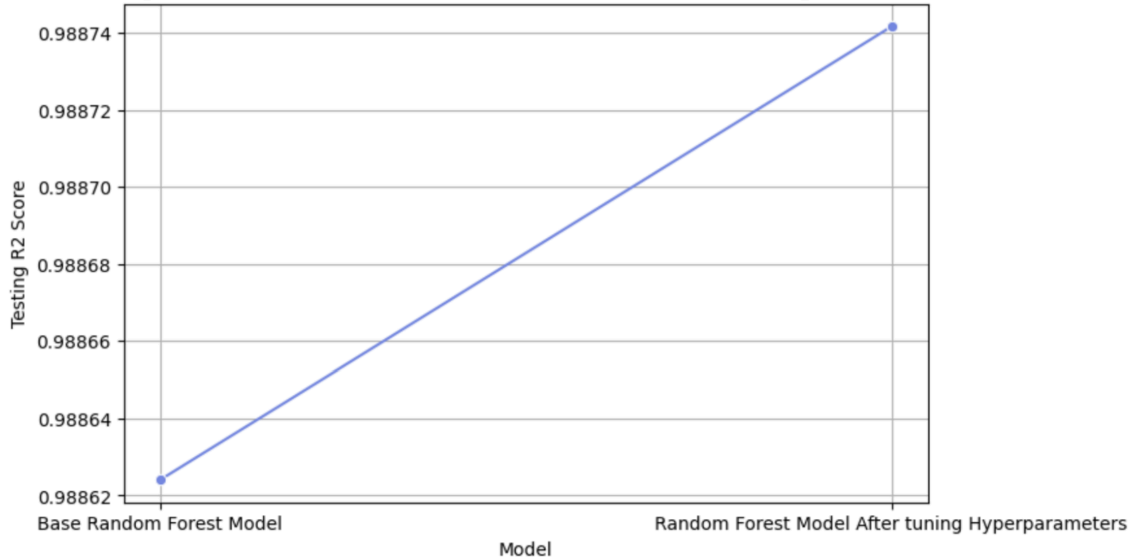 0.98874
0.98872
0.98870
0.98868
0.98866
0.98864
0.98862
Testing R2 Score
Base Random Forest Model
Random Forest Model After tuning Hyperparameters
Model